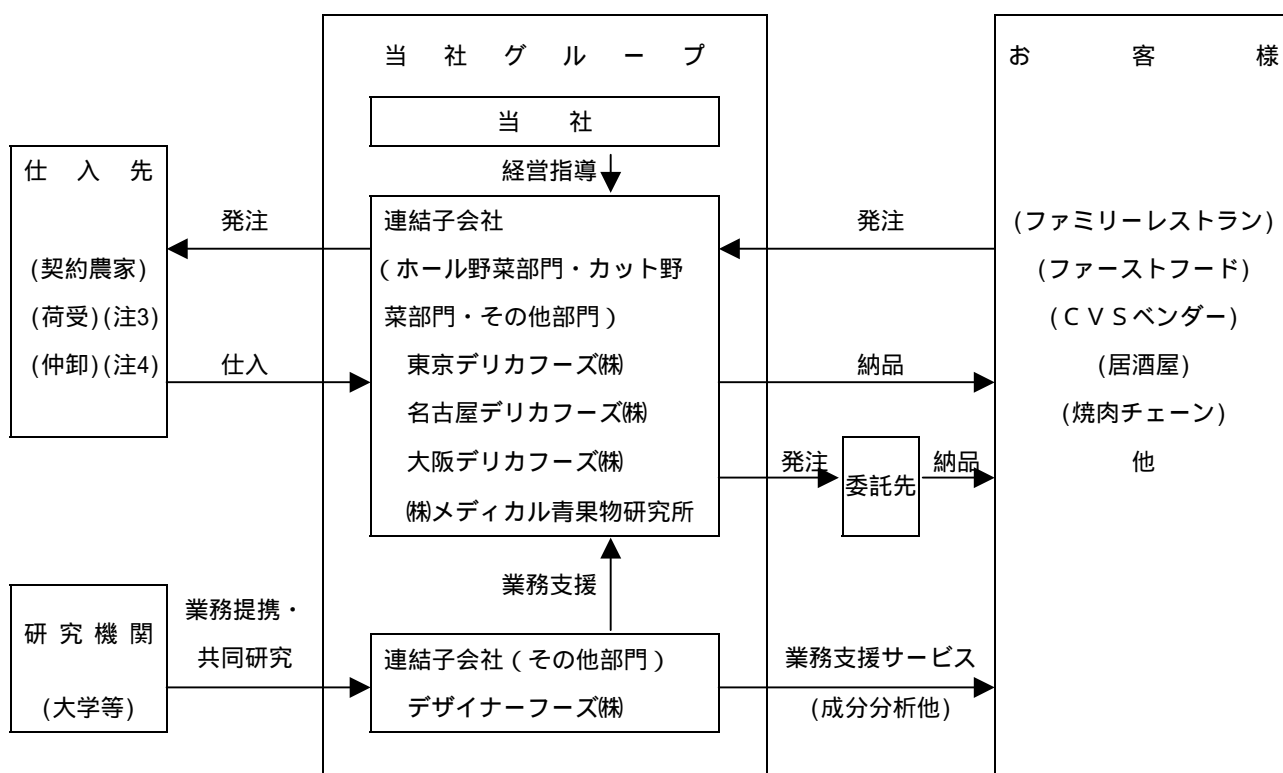 当社グループ
当社
経営指導
仕入先
(契約農家)
(荷受)(注3)
(仲卸)(注4)
発注
仕入
連結子会社
(ホール野菜部門・カット野
菜部門・その他部門)
東京デリカフーズ㈱
名古屋デリカフーズ㈱
大阪デリカフーズ㈱
㈱メディカル青果物研究所
発注
納品
発注
委託先
納品
お客様
(ファミリーレストラン)
(ファーストフード)
(ＣＶＳベンダー)
(居酒屋)
(焼肉チェーン)
他
業務支援
研究機関
(大学等)
業務提携・
共同研究
連結子会社(その他部門)
デザイナーフーズ㈱
業務支援サービス
(成分分析他)